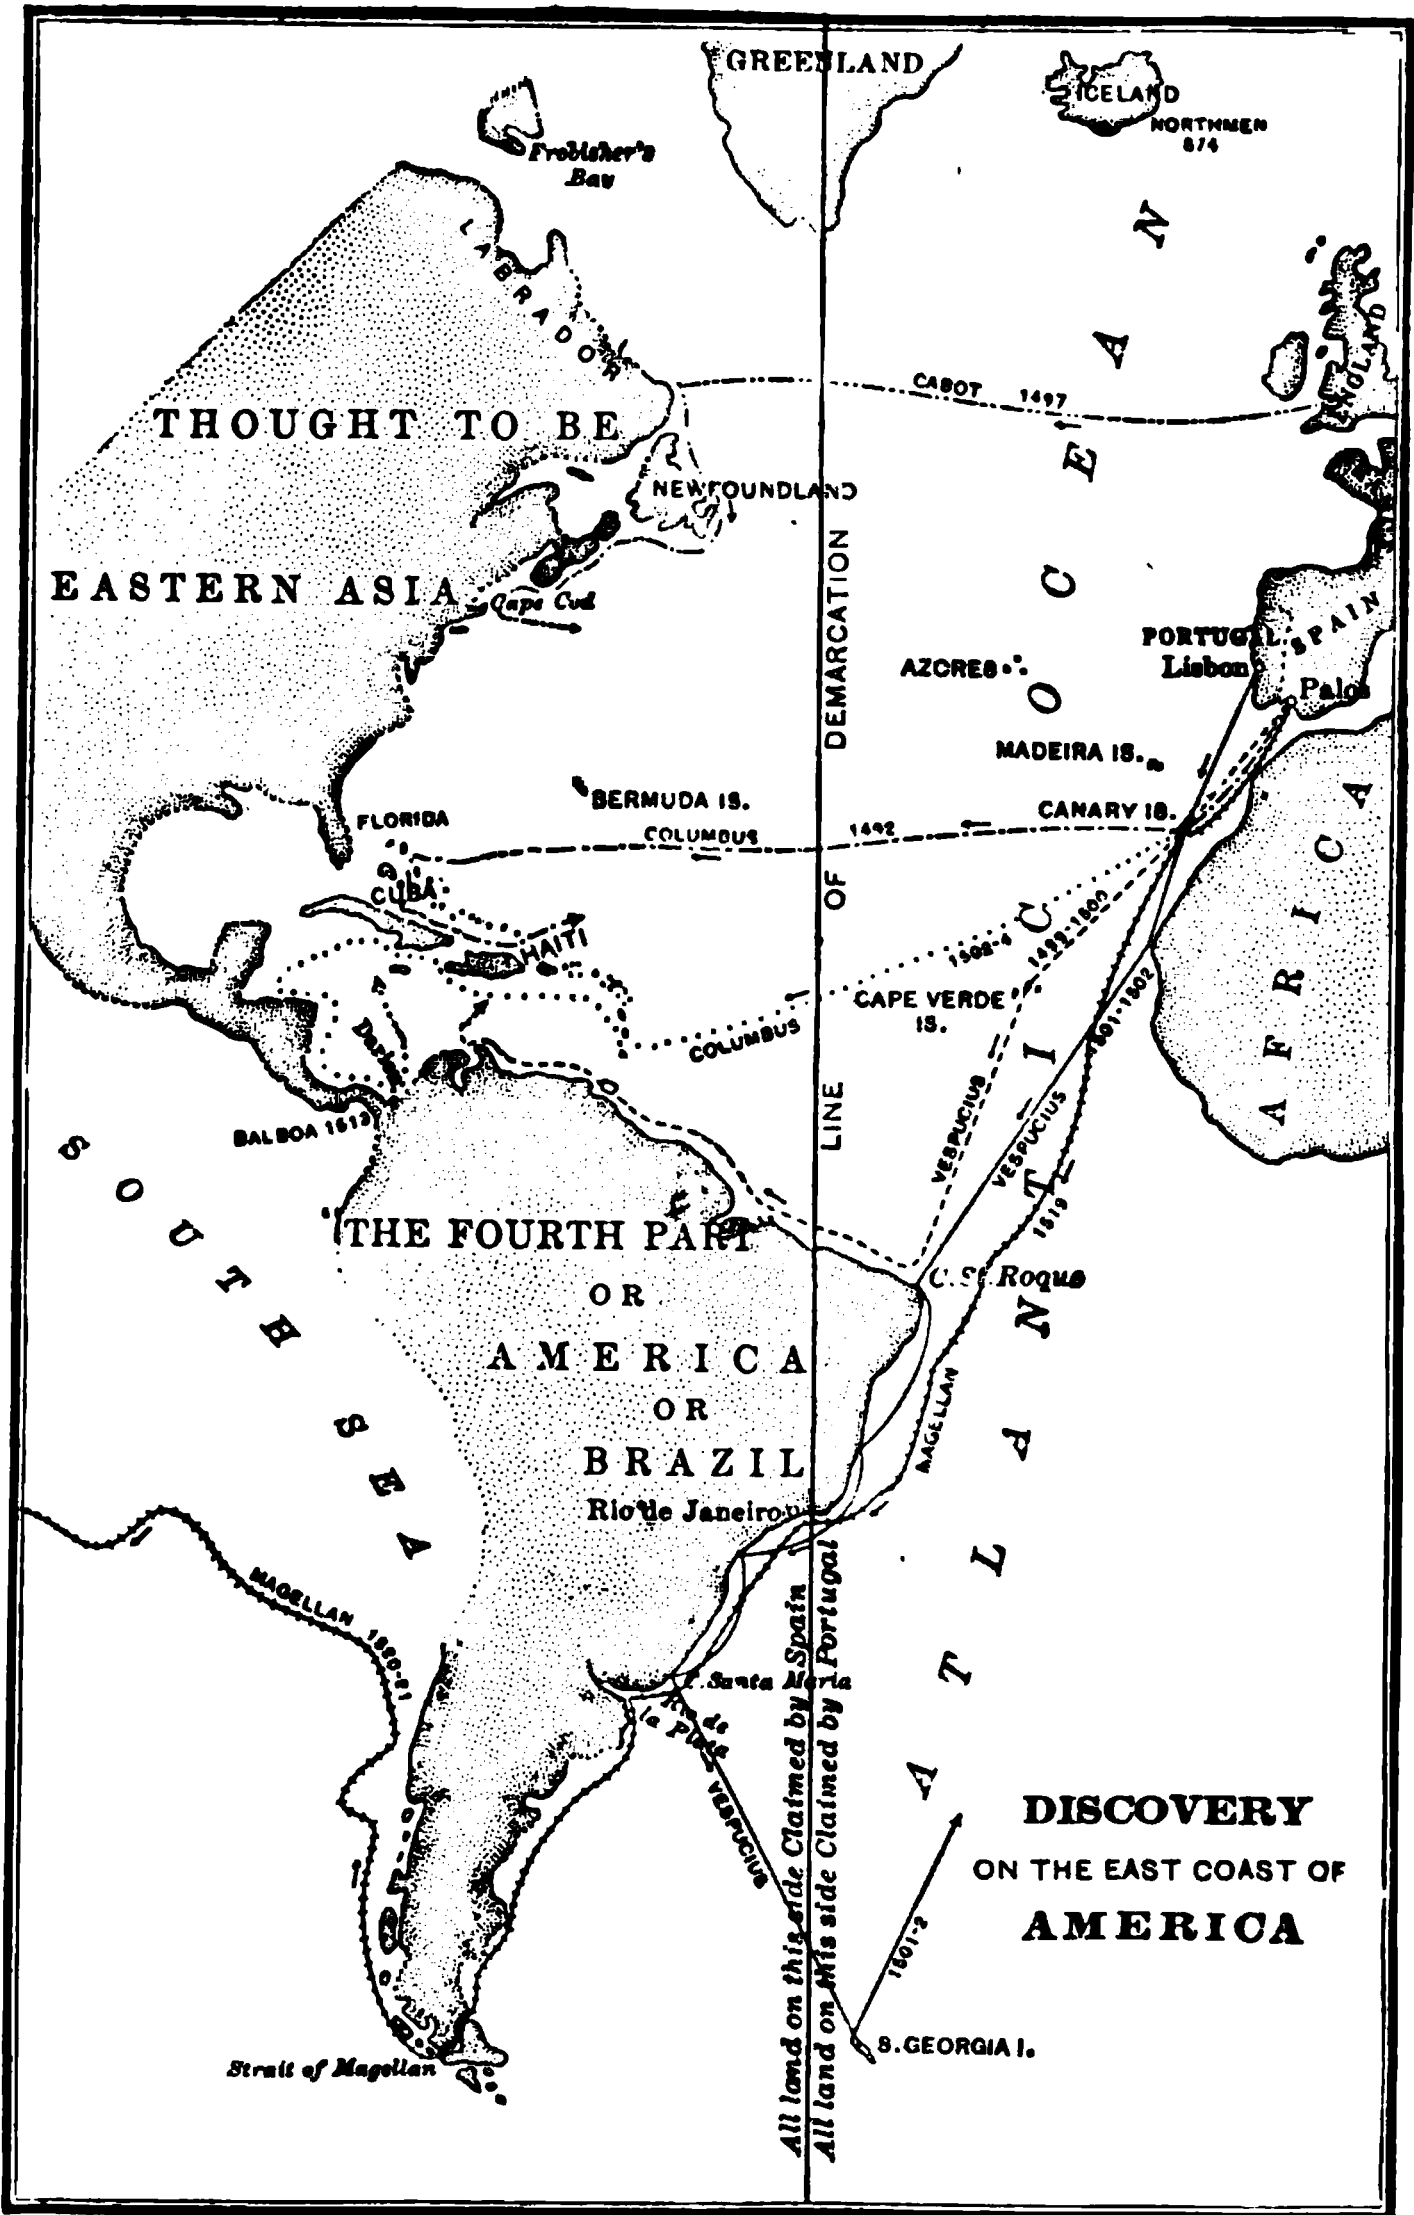 GREENLAND
ICELAND
NORTHMEN
874
Frobisher's
Bay
LABRADOR
ENGLAND
CABOT 1497
THOUGHT TO BE
NEWFOUNDLAND
EASTERN ASIA
Cape Cod
SPAIN
PORTUGAL
Lisbon
Palos
AZORES
MADEIRA IS.
BERMUDA IS.
CANARY IS.
FLORIDA
COLUMBUS 1492
CUBA
HAITI
1502-4
1499-1500
CAPE VERDE
IS.
COLUMBUS
1501-1502
AFRICA
Darien
BALBOA 1513
LINE OF DEMARCATION
VESPUCIUS
VESPUCIUS
1519
THE FOURTH PART
OR
AMERICA
OR
BRAZIL
C. St. Roque
MAGELLAN
SOUTH SEA
ATLANTIC OCEAN
Rio de Janeiro
MAGELLAN 1520-21
C. Santa Maria
Rio de
la Plata
VESPUCIUS
All land on this side Claimed by Spain
All land on this side Claimed by Portugal
1501-2
S. GEORGIA I.
Strait of Magellan
DISCOVERY
ON THE EAST COAST OF
AMERICA